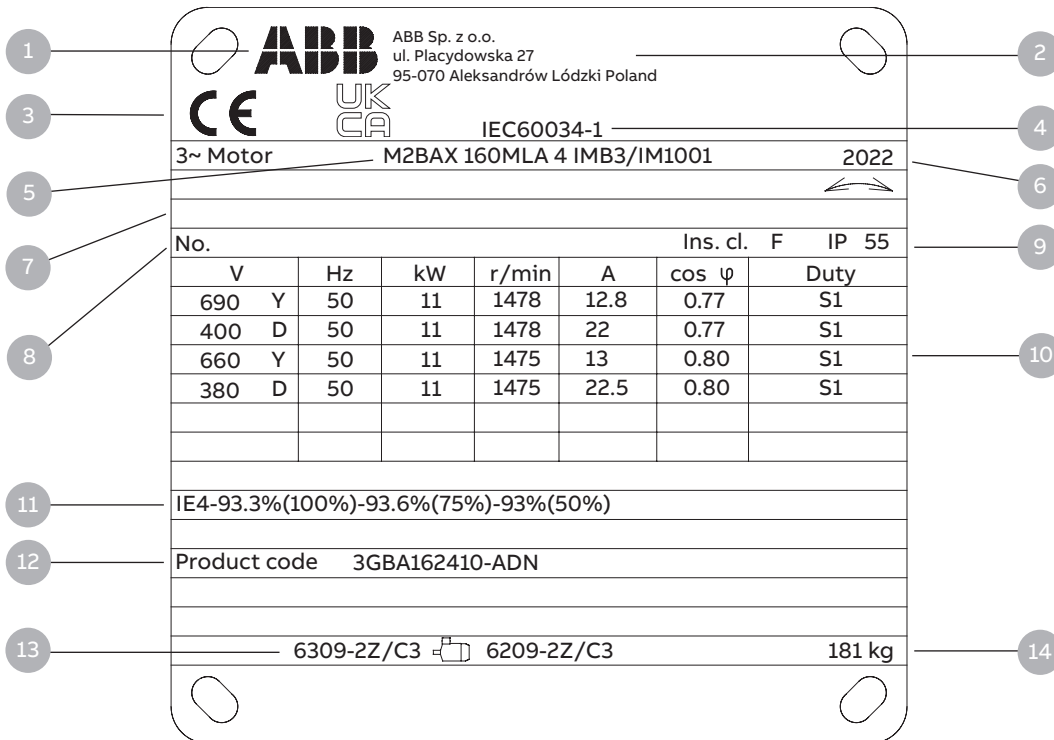 1
ABB
ABB Sp. z o.o.
ul. Placydowska 27
95-070 Aleksandrów Lódzki Poland
2
3
CE
UK
CA
IEC60034-1
4
3~ Motor M2BAX 160MLA 4 IMB3/IM1001 2022
5
6
7
No. Ins. cl. F IP 55
8
9
V Hz kW r/min A cos φ Duty
690 Y 50 11 1478 12.8 0.77 S1
400 D 50 11 1478 22 0.77 S1
660 Y 50 11 1475 13 0.80 S1
10
380 D 50 11 1475 22.5 0.80 S1
11
IE4-93.3%(100%)-93.6%(75%)-93%(50%)
12
Product code 3GBA162410-ADN
13
6309-2Z/C3 6209-2Z/C3 181 kg
14